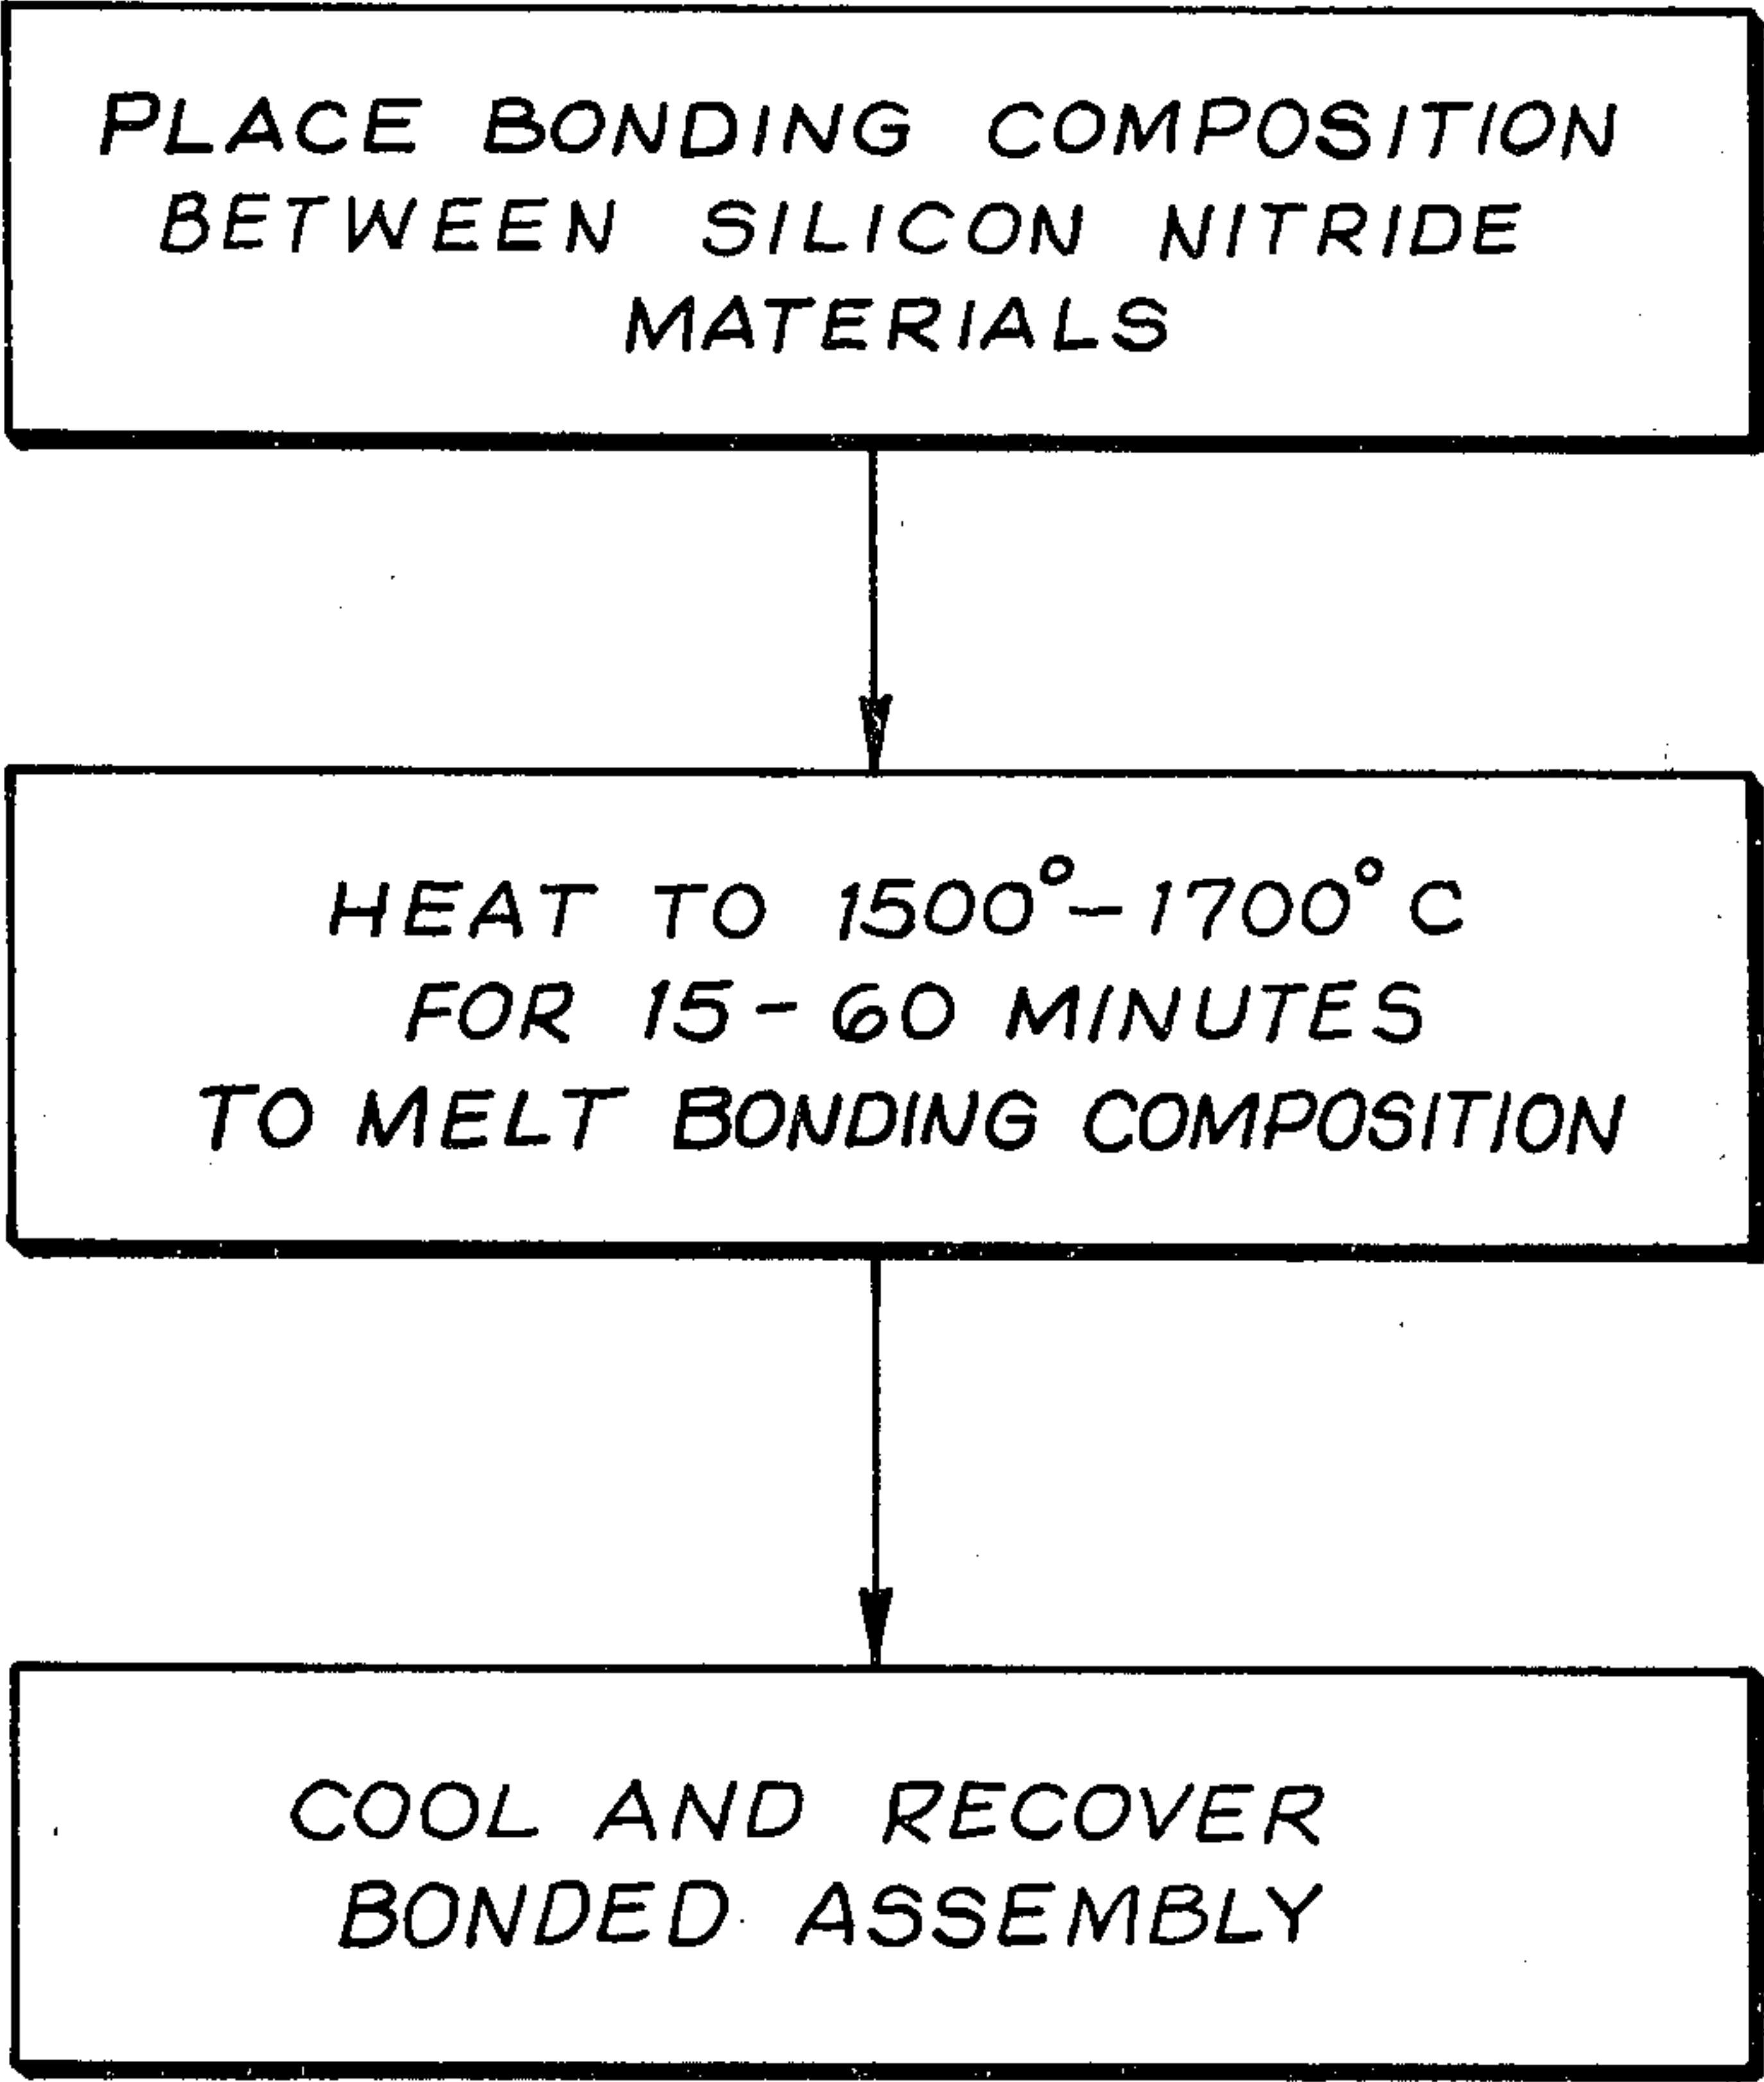 PLACE BONDING COMPOSITION
BETWEEN SILICON NITRIDE
MATERIALS
HEAT TO 1500°-1700°C
FOR 15-60 MINUTES
TO MELT BONDING COMPOSITION
COOL AND RECOVER
BONDED ASSEMBLY